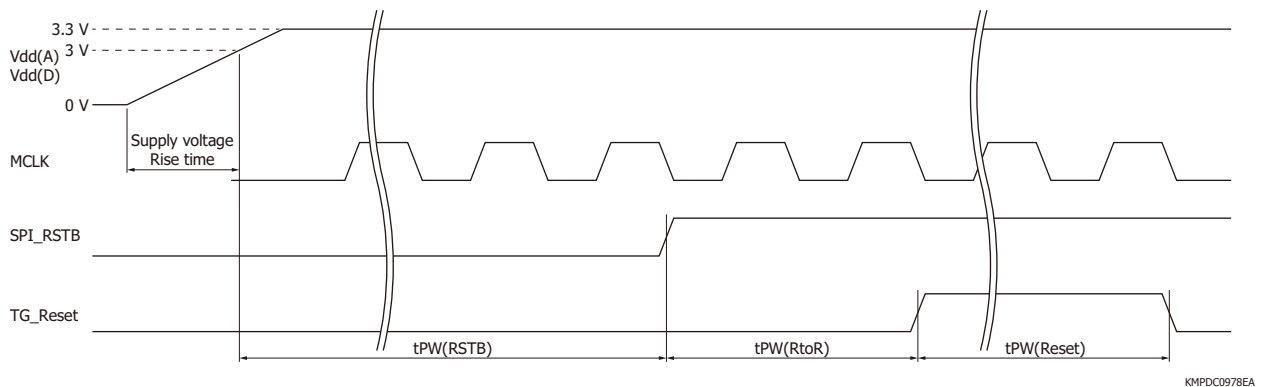 3.3 V
Vdd(A) 3 V
Vdd(D)
0 V
Supply voltage
Rise time
MCLK
SPI_RSTB
TG_Reset
tPW(RSTB)
tPW(RtoR)
tPW(Reset)
KMPDC0978EA